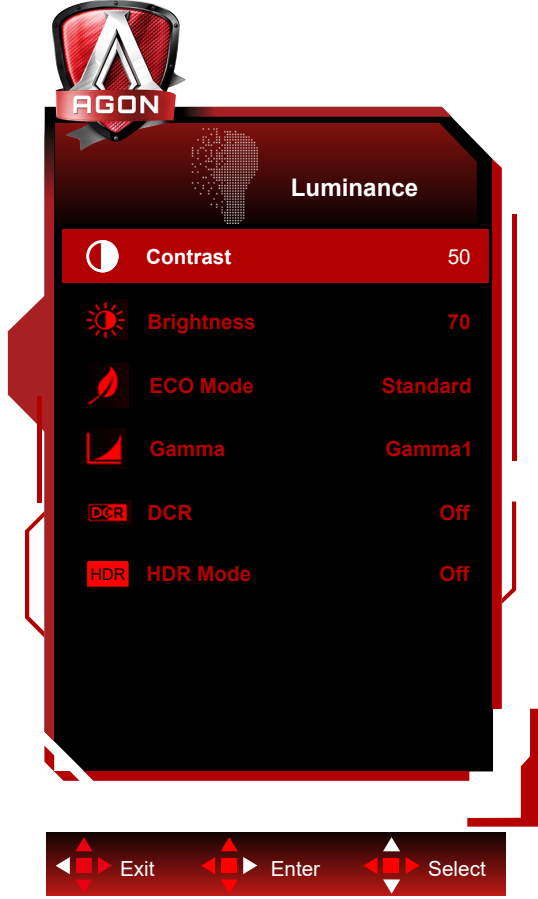 AGON
Luminance
Contrast 50
Brightness 70
ECO Mode Standard
Gamma Gamma1
DCR DCR Off
HDR HDR Mode Off
Exit Enter Select